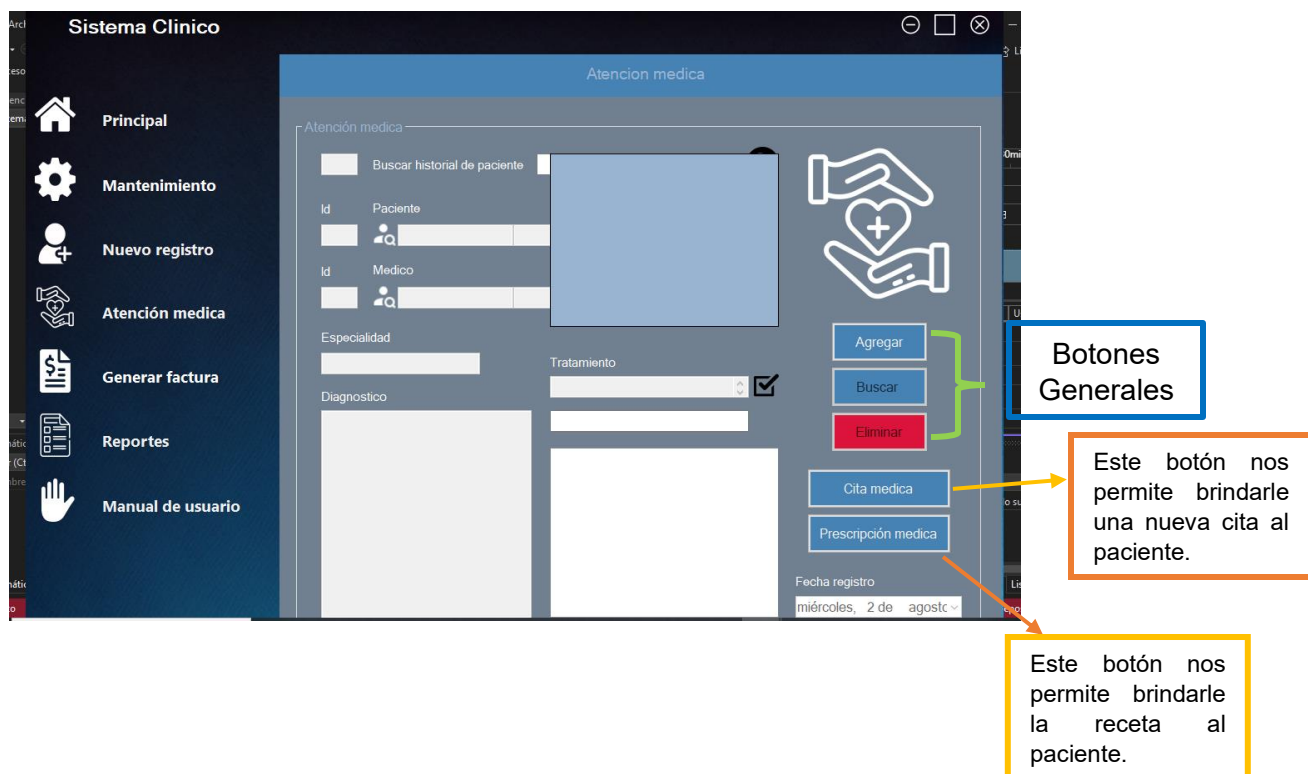 Sistema Clinico
Atencion medica
Principal
Mantenimiento
Nuevo registro
Atención medica
Generar factura
Reportes
Manual de usuario
Atención medica
Buscar historial de paciente
Id Paciente
Id Medico
Especialidad
Tratamiento
Diagnostico
Agregar
Buscar
Eliminar
Cita medica
Prescripción medica
Fecha registro
miércoles, 2 de agosto
Botones
Generales
Este botón nos
permite brindarle
una nueva cita al
paciente.
Este botón nos
permite brindarle
la receta al
paciente.